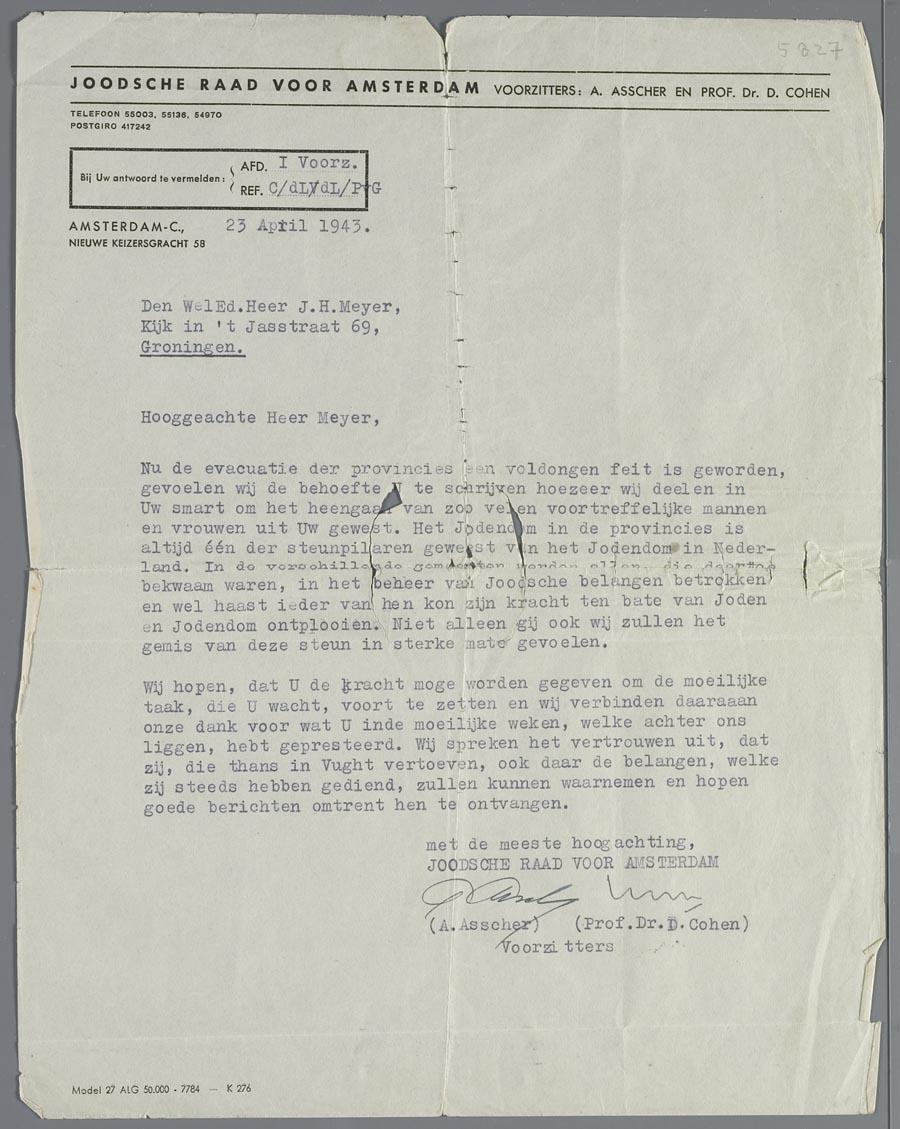 5827
JOODSCHE RAAD VOOR AMSTERDAM VOORZITTERS: A. ASSCHER EN PROF. Dr. D. COHEN
TELEFOON 55003, 55136, 54970
POSTGIRO 417242
Bij Uw antwoord te vermelden: AFD. I Voorz.
REF. C/dLVdL/PvG
AMSTERDAM-C., 23 April 1943.
NIEUWE KEIZERSGRACHT 58
Den WelEd.Heer J.H.Meyer,
Kijk in 't Jasstraat 69,
Groningen.
Hooggeachte Heer Meyer,
Nu de evacuatie der provincies een voldongen feit is geworden,
gevoelen wij de behoefte U te schrijven hoezeer wij deelen in
Uw smart om het heengaan van zoo velen voortreffelijke mannen
en vrouwen uit Uw gewest. Het Jodendom in de provincies is
altijd één der steunpilaren geweest van het Jodendom in Neder-
land. In de verschillende gemeenten worden allen, die daartoe
bekwaam waren, in het beheer van Joodsche belangen betrokken
en wel haast ieder van hen kon zijn kracht ten bate van Joden
en Jodendom ontplooien. Niet alleen gij ook wij zullen het
gemis van deze steun in sterke mate gevoelen.
Wij hopen, dat U de kracht moge worden gegeven om de moeilijke
taak, die U wacht, voort te zetten en wij verbinden daaraaan
onze dank voor wat U inde moeilijke weken, welke achter ons
liggen, hebt gepresteerd. Wij spreken het vertrouwen uit, dat
zij, die thans in Vught vertoeven, ook daar de belangen, welke
zij steeds hebben gediend, zullen kunnen waarnemen en hopen
goede berichten omtrent hen te ontvangen.
met de meeste hoogachting,
JOODSCHE RAAD VOOR AMSTERDAM
(A.Asscher) (Prof.Dr.D.Cohen)
Voorzitters
Model 27 ALG 50.000 - 7784 — K 276